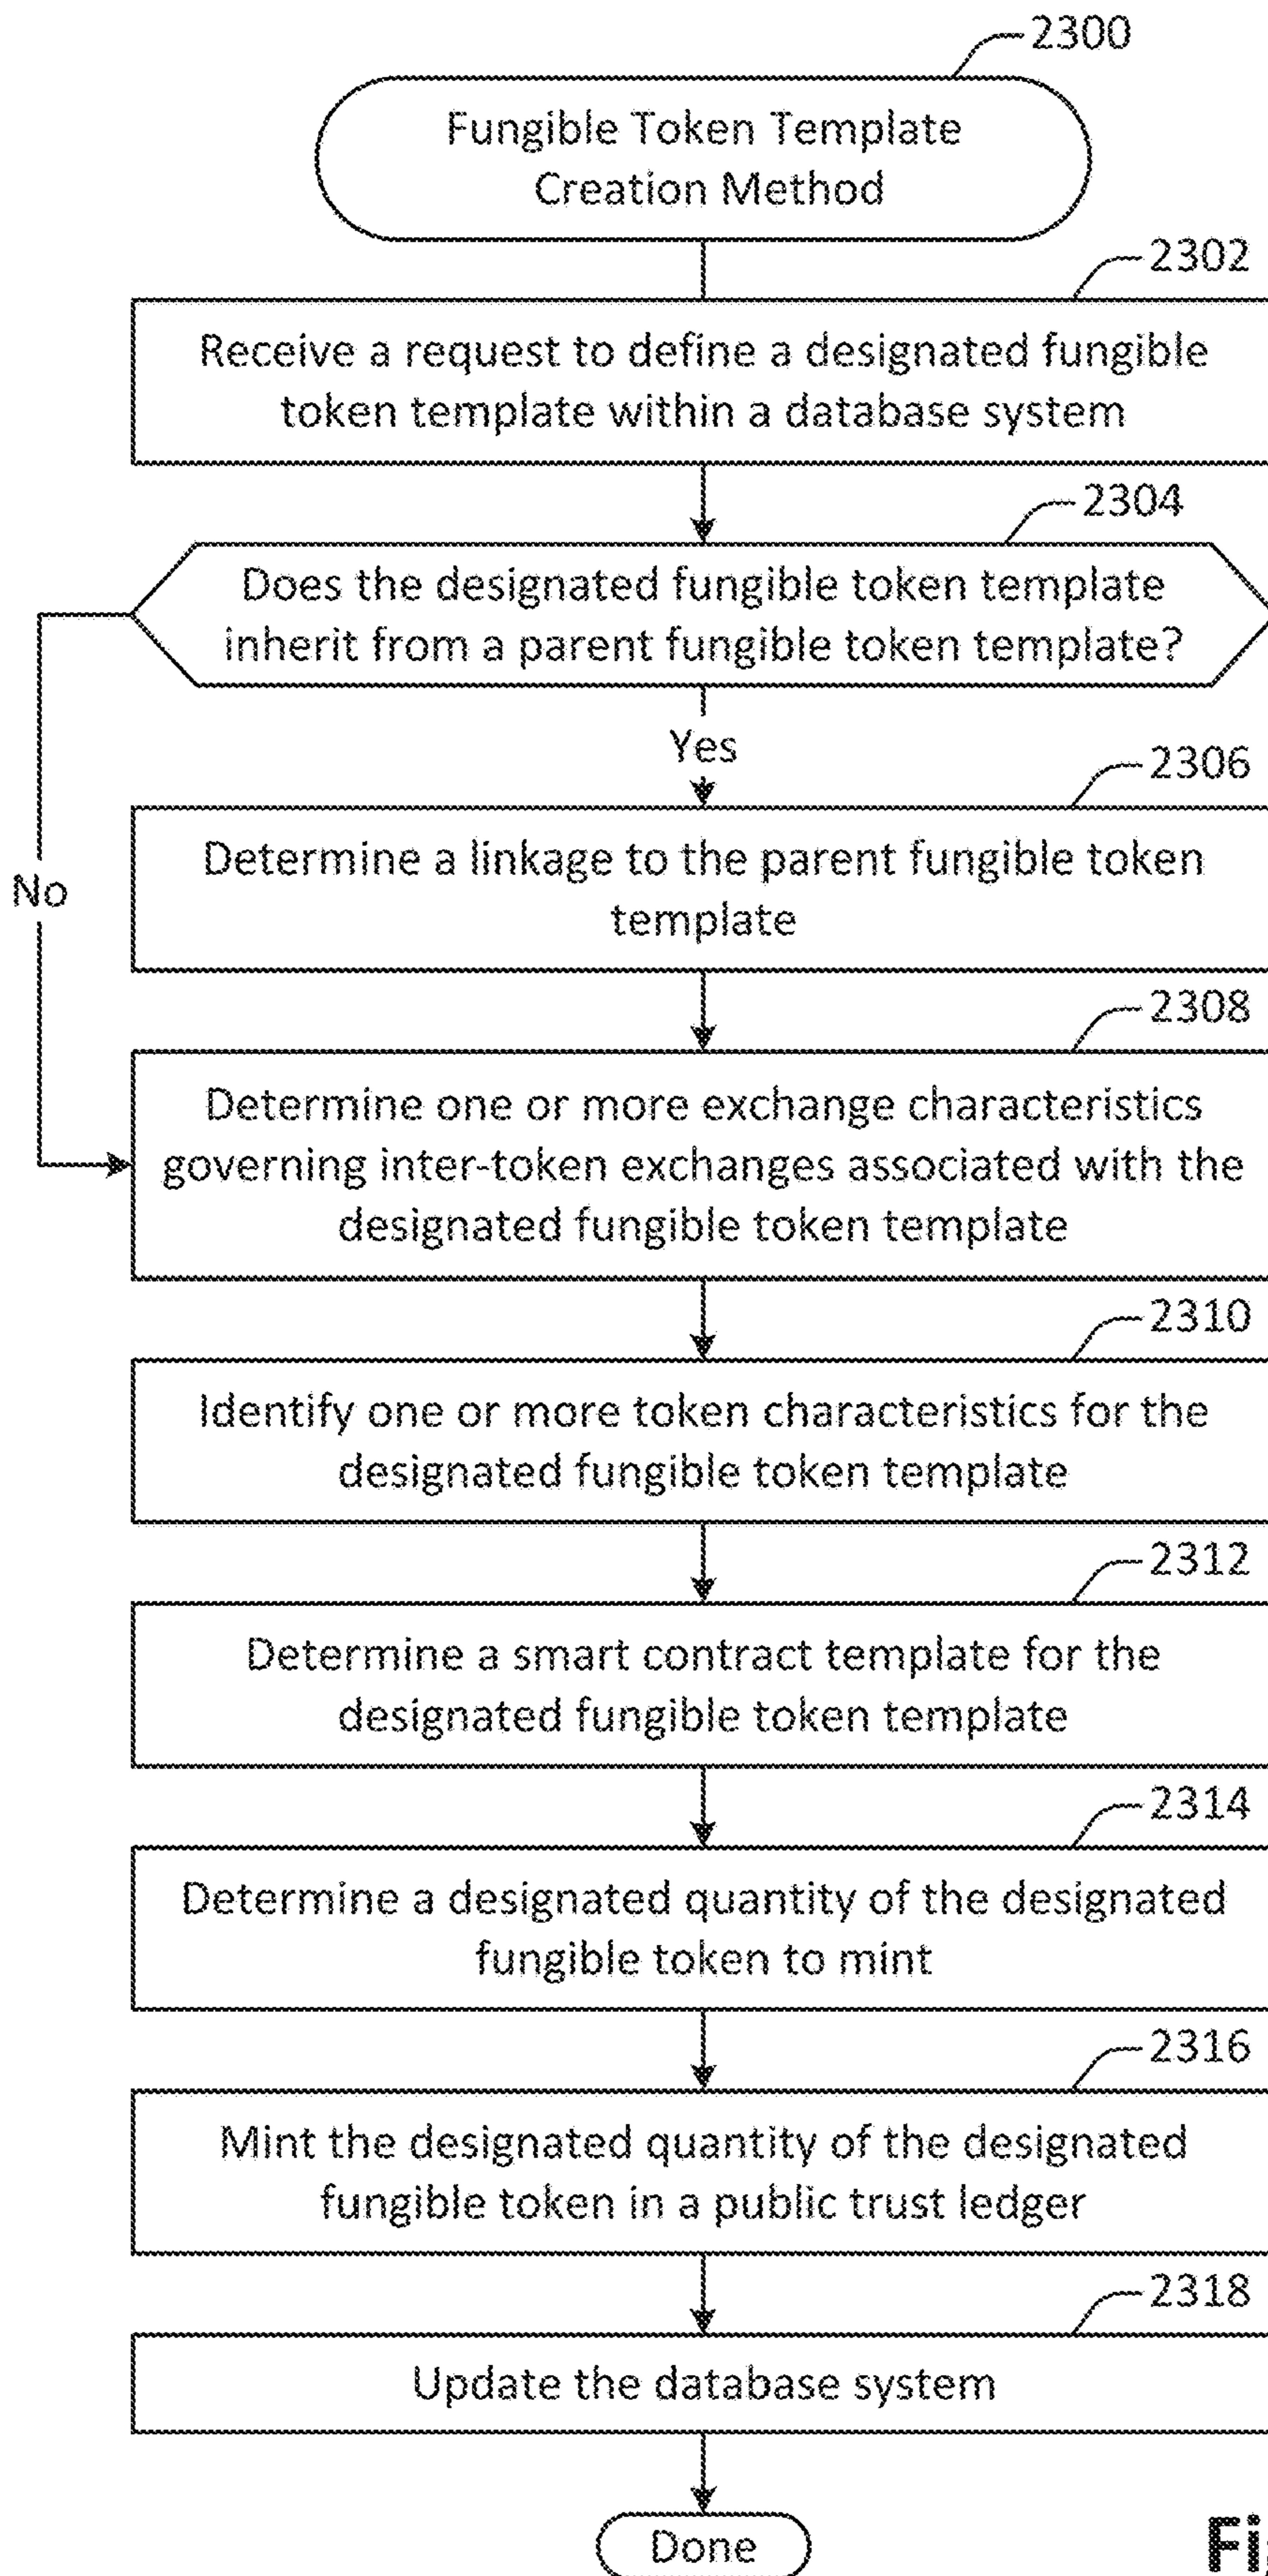 2300
Fungible Token Template
Creation Method
2302
Receive a request to define a designated fungible
token template within a database system
2304
Does the designated fungible token template
inherit from a parent fungible token template?
Yes
2306
Determine a linkage to the parent fungible token
template
No
2308
Determine one or more exchange characteristics
governing inter-token exchanges associated with the
designated fungible token template
2310
Identify one or more token characteristics for the
designated fungible token template
2312
Determine a smart contract template for the
designated fungible token template
2314
Determine a designated quantity of the designated
fungible token to mint
2316
Mint the designated quantity of the designated
fungible token in a public trust ledger
2318
Update the database system
Done